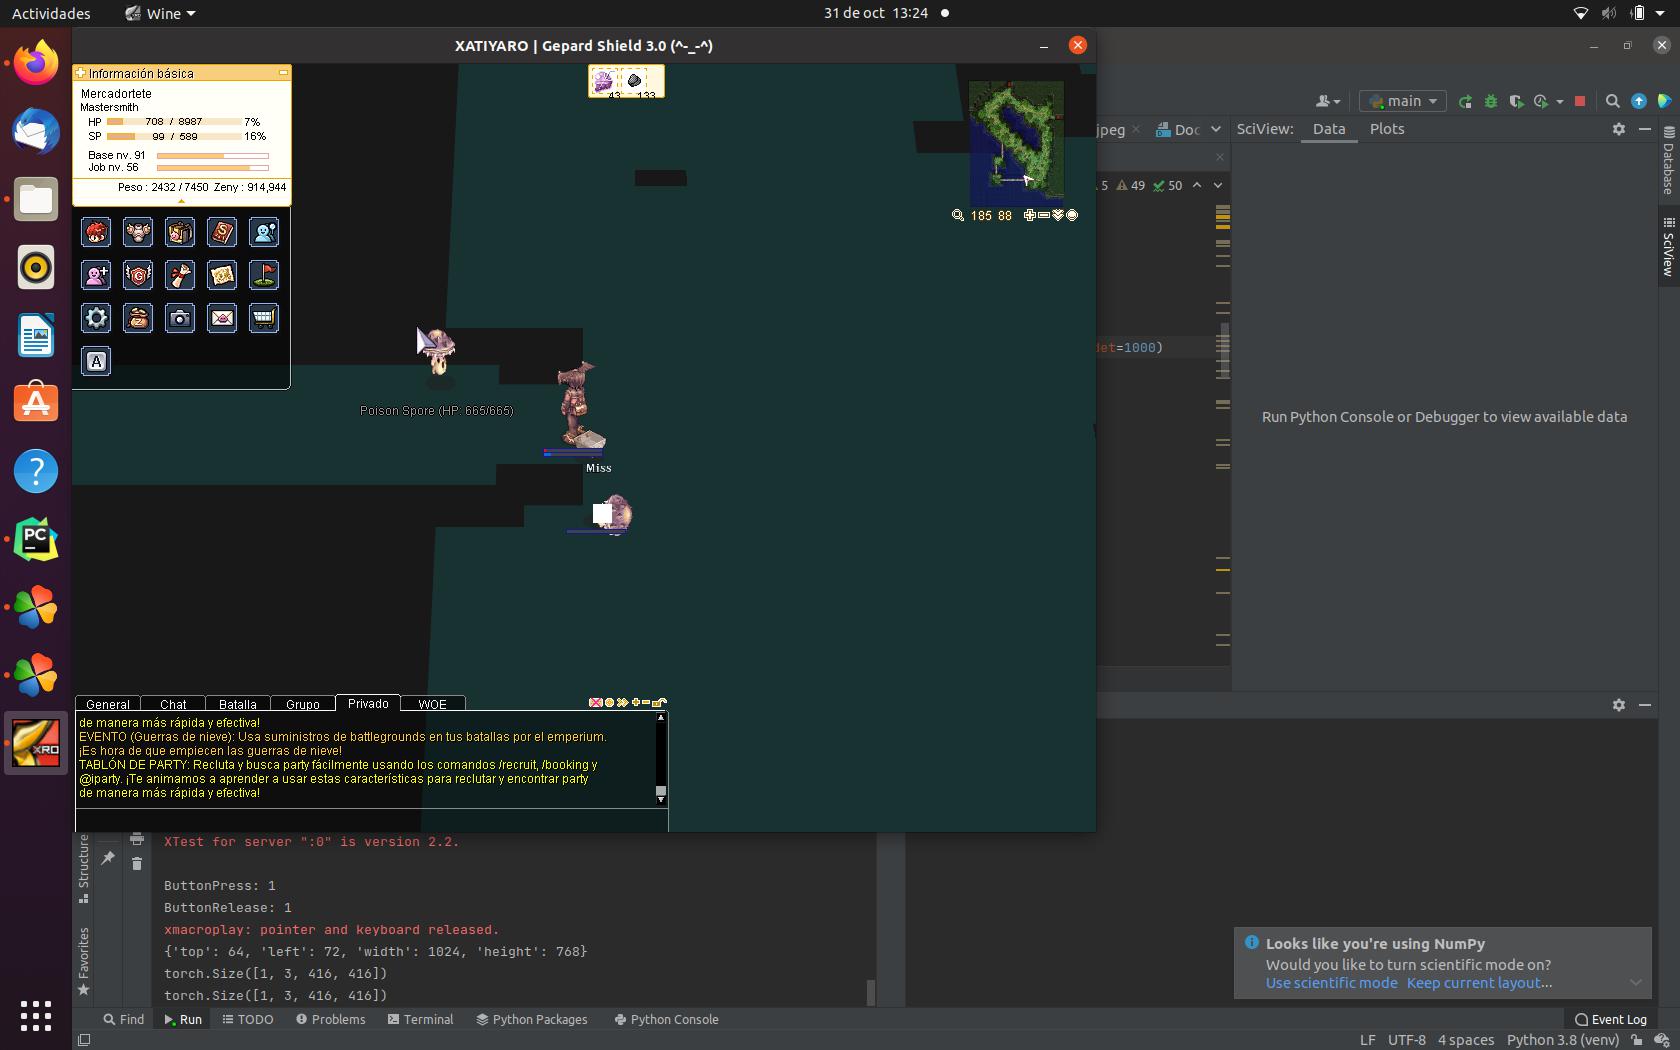 Actividades
Wine
31 de oct 13:24
XATIYARO | Gepard Shield 3.0 (^-_-^)
Información básica
Mercadortete
Mastersmith
HP 708 / 8987 7%
SP 99 / 589 16%
Base nv. 91
Job nv. 56
Peso : 2432 / 7450 Zeny : 914,944
43 133
185 88
A
Poison Spore (HP: 665/665)
Miss
General Chat Batalla Grupo Privado WOE
de manera más rápida y efectiva!
EVENTO (Guerras de nieve): Usa suministros de battlegrounds en tus batallas por el emperium.
¡Es hora de que empiecen las guerras de nieve!
TABLÓN DE PARTY: Recluta y busca party fácilmente usando los comandos /recruit, /booking y
@iparty. ¡Te animamos a aprender a usar estas características para reclutar y encontrar party
de manera más rápida y efectiva!
main
jpeg
Doc
SciView: Data Plots
5 49 50
det=1000)
Run Python Console or Debugger to view available data
Database
SciView
PC
XRO
Structure
Favorites
XTest for server ":0" is version 2.2.
ButtonPress: 1
ButtonRelease: 1
xmacroplay: pointer and keyboard released.
{'top': 64, 'left': 72, 'width': 1024, 'height': 768}
torch.Size([1, 3, 416, 416])
torch.Size([1, 3, 416, 416])
Looks like you're using NumPy
Would you like to turn scientific mode on?
Use scientific mode Keep current layout...
Find Run TODO Problems Terminal Python Packages Python Console
Event Log
LF UTF-8 4 spaces Python 3.8 (venv)